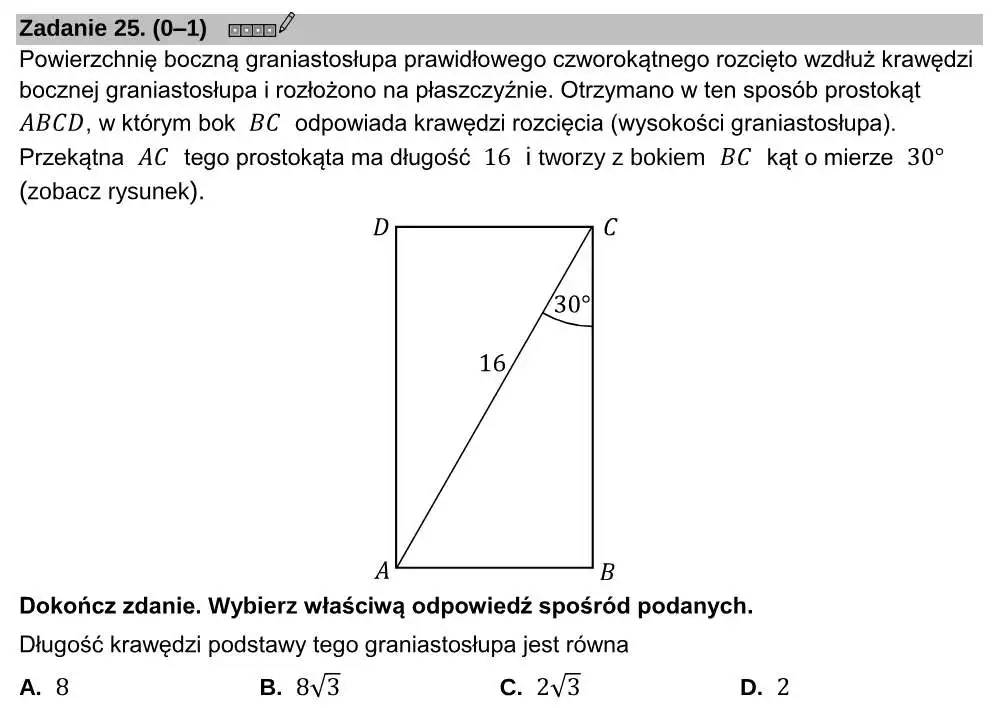 Zadanie 25. (0–1)
Powierzchnię boczną graniastosłupa prawidłowego czworokątnego rozcięto wzdłuż krawędzi
bocznej graniastosłupa i rozłożono na płaszczyźnie. Otrzymano w ten sposób prostokąt
ABCD, w którym bok BC odpowiada krawędzi rozcięcia (wysokości graniastosłupa).
Przekątna AC tego prostokąta ma długość 16 i tworzy z bokiem BC kąt o mierze 30°
(zobacz rysunek).
D C
30°
16
A B
Dokończ zdanie. Wybierz właściwą odpowiedź spośród podanych.
Długość krawędzi podstawy tego graniastosłupa jest równa
A. 8 B. 8√3 C. 2√3 D. 2